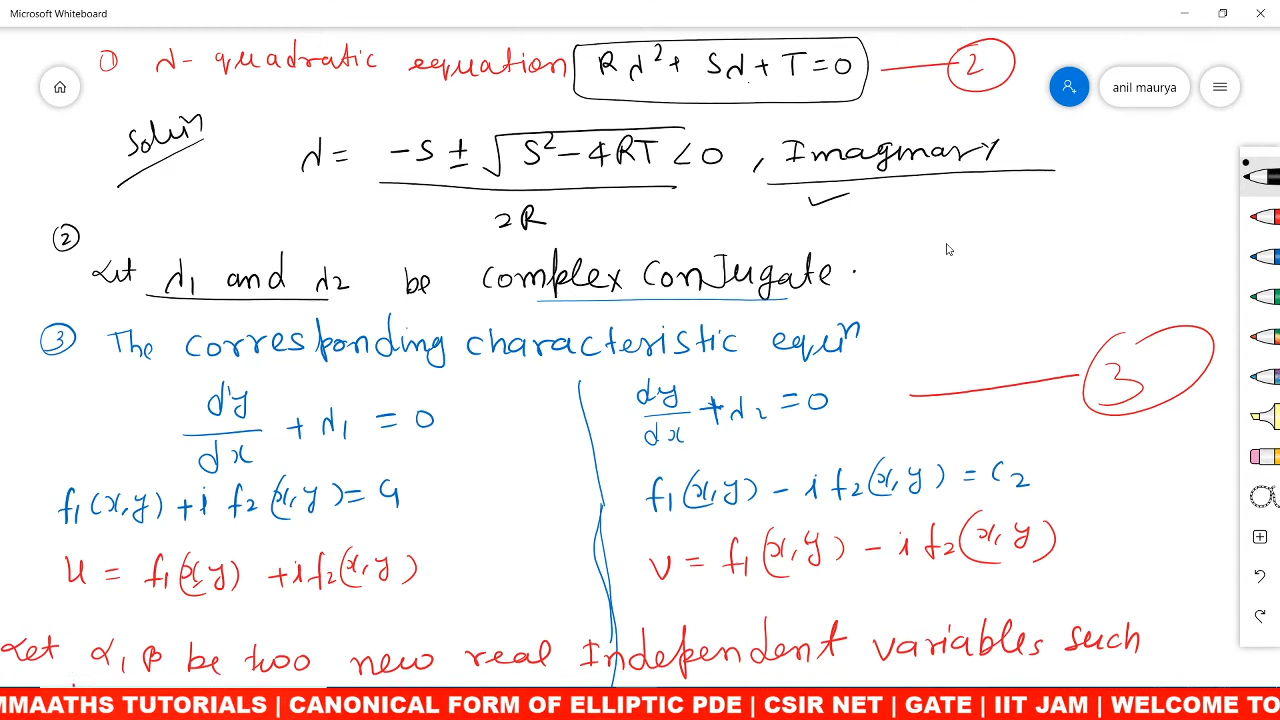 Microsoft Whiteboard
① λ- quadratic equation Rλ²+ Sλ + T=0 — ②
anil maurya
Soluⁿ
λ = (-S ± √(S²-4RT) < 0) / 2R , Imaginary
②
Let λ₁ and λ₂ be complex conjugate.
③ The corresponding characteristic equⁿ
dy/dx + λ₁ = 0 dy/dx + λ₂ = 0 — 3
f₁(x,y) + i f₂(x,y) = C₁ f₁(x,y) - i f₂(x,y) = C₂
u = f₁(x,y) + i f₂(x,y) v = f₁(x,y) - i f₂(x,y)
Let α, β be two new real Independent variables such
MMAATHS TUTORIALS | CANONICAL FORM OF ELLIPTIC PDE | CSIR NET | GATE | IIT JAM | WELCOME TO